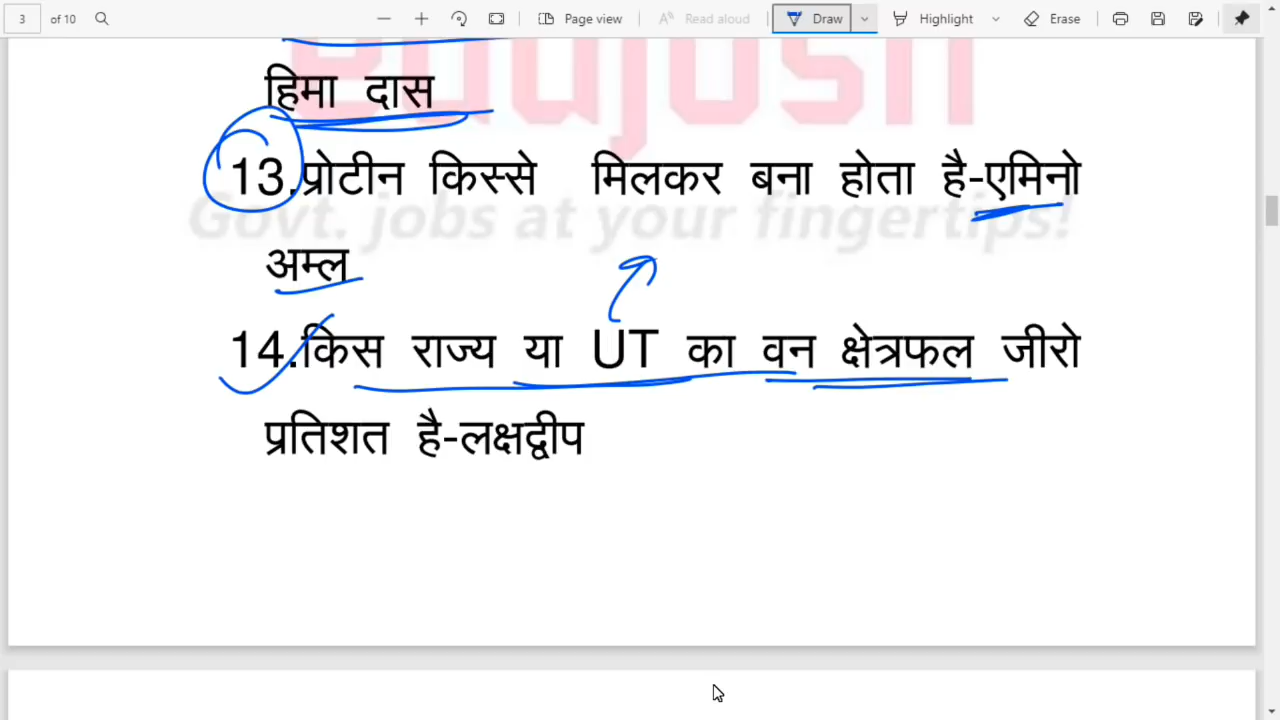 3 of 10 Page view Read aloud Draw Highlight Erase
edujosh
हिमा दास
13.प्रोटीन किस्से मिलकर बना होता है-एमिनो
Govt. jobs at your fingertips!
अम्ल
14.किस राज्य या UT का वन क्षेत्रफल जीरो
प्रतिशत है-लक्षद्वीप